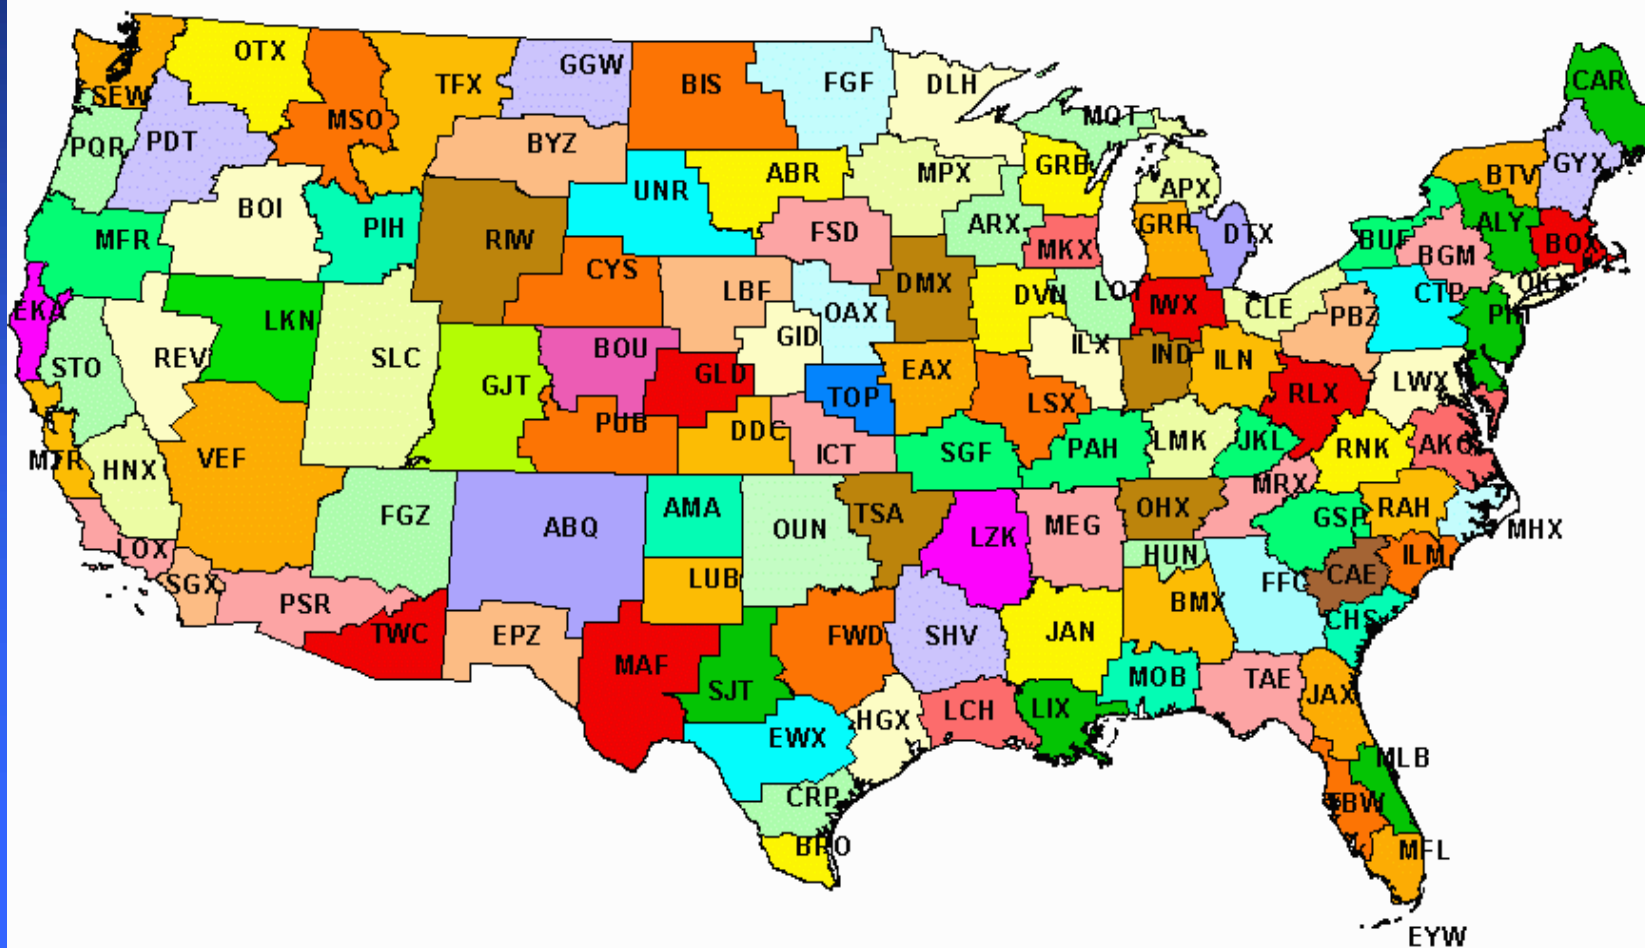 OTX
GGW
TFX
BIS
FGF
DLH
CAR
SEW
MSO
MQT
PQR
PDT
BYZ
GRB
BTV
GYX
UNR
ABR
MPX
APX
BOI
PIH
MFR
RIW
FSD
ARX
MKX
GRR
DTX
BUF
ALY
BGM
BOX
CYS
LBF
OAX
DMX
DVN
LOT
IWX
CLE
CTP
OKX
EKA
LKN
REV
SLC
BOU
GID
ILX
IND
ILN
PBZ
PHI
STO
GJT
GLD
TOP
EAX
LSX
RLX
LWX
PUB
DDC
ICT
SGF
PAH
LMK
JKL
RNK
AKQ
MTR
HNX
VEF
MRX
FGZ
ABQ
AMA
OUN
TSA
LZK
MEG
OHX
GSP
RAH
MHX
LOX
SGX
LUB
HUN
FFC
CAE
ILM
PSR
TWC
EPZ
MAF
SJT
FWD
SHV
JAN
BMX
CHS
EWX
HGX
LCH
LIX
MOB
TAE
JAX
CRP
BRO
MLB
TBW
MFL
EYW